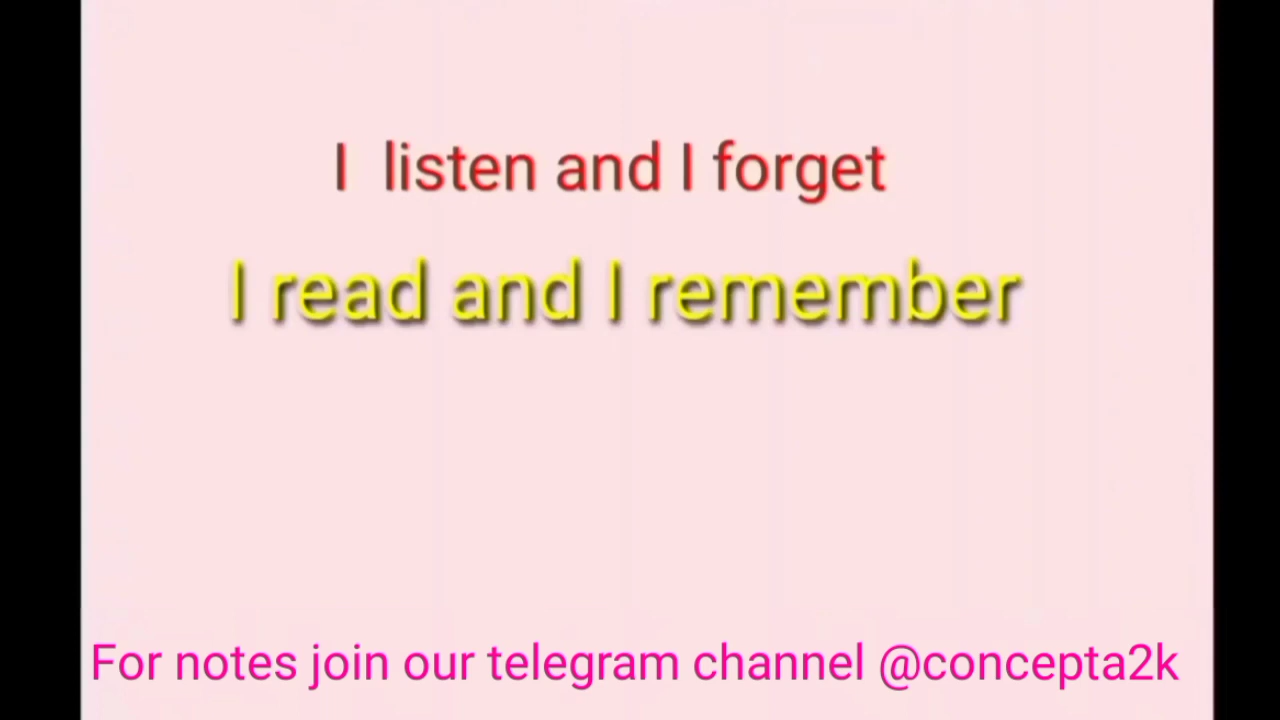 I listen and I forget
I read and I remember
For notes join our telegram channel @concepta2k